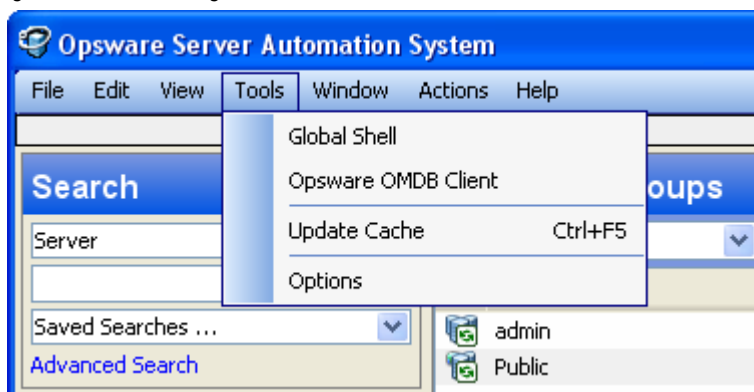 Opsware Server Automation System
File Edit View Tools Window Actions Help
Global Shell
Opsware OMDB Client
Update Cache Ctrl+F5
Options
Search
Server
Saved Searches ...
Advanced Search
oups
admin
Public